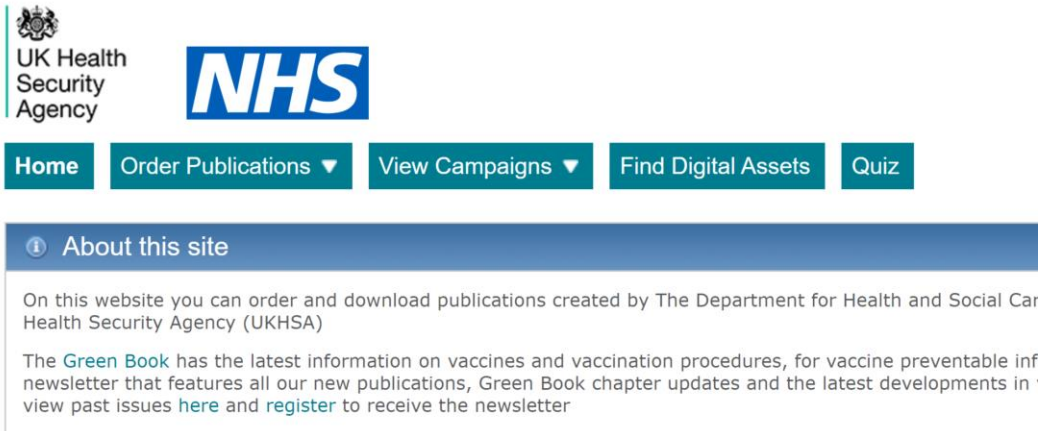 UK Health
Security
Agency
NHS
Home Order Publications View Campaigns Find Digital Assets Quiz
About this site
On this website you can order and download publications created by The Department for Health and Social
Health Security Agency (UKHSA)
The Green Book has the latest information on vaccines and vaccination procedures, for vaccine preventable
newsletter that features all our new publications, Green Book chapter updates and the latest developments in
view past issues here and register to receive the newsletter